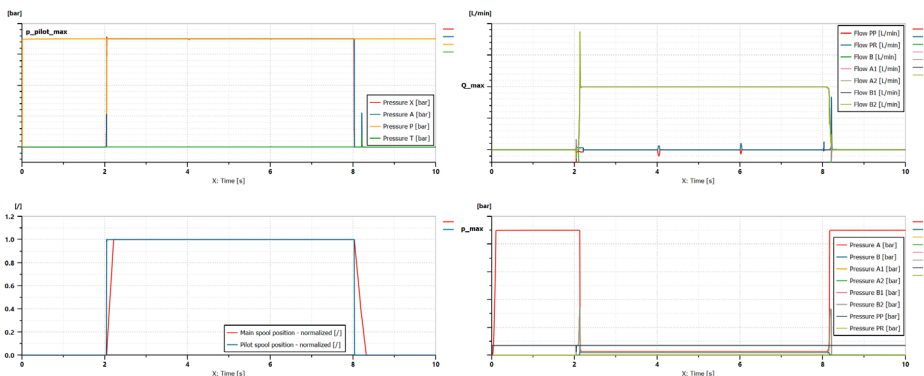 [bar]
p_pilot_max
Pressure X [bar]
Pressure A [bar]
Pressure P [bar]
Pressure T [bar]
0 2 4 6 8 10
X: Time [s]
[L/min]
Q_max
Flow PP [L/min]
Flow PR [L/min]
Flow B [L/min]
Flow A1 [L/min]
Flow A2 [L/min]
Flow B1 [L/min]
Flow B2 [L/min]
0 2 4 6 8 10
X: Time [s]
[/]
1.2
1.0
0.8
0.6
0.4
0.2
0.0
Main spool position - normalized [/]
Pilot spool position - normalized [/]
0 2 4 6 8 10
X: Time [s]
[bar]
p_max
Pressure A [bar]
Pressure B [bar]
Pressure A1 [bar]
Pressure A2 [bar]
Pressure B1 [bar]
Pressure B2 [bar]
Pressure PP [bar]
Pressure PR [bar]
0 2 4 6 8 10
X: Time [s]